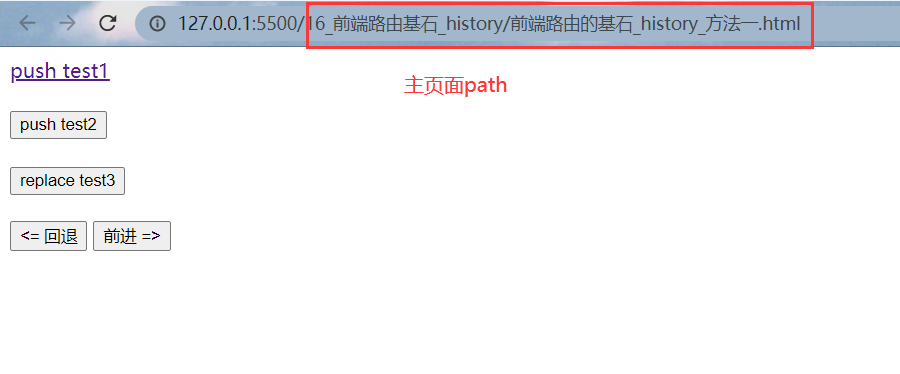 127.0.0.1:5500/16_前端路由基石_history/前端路由的基石_history_方法一.html
push test1
主页面path
push test2
replace test3
<= 回退 前进 =>